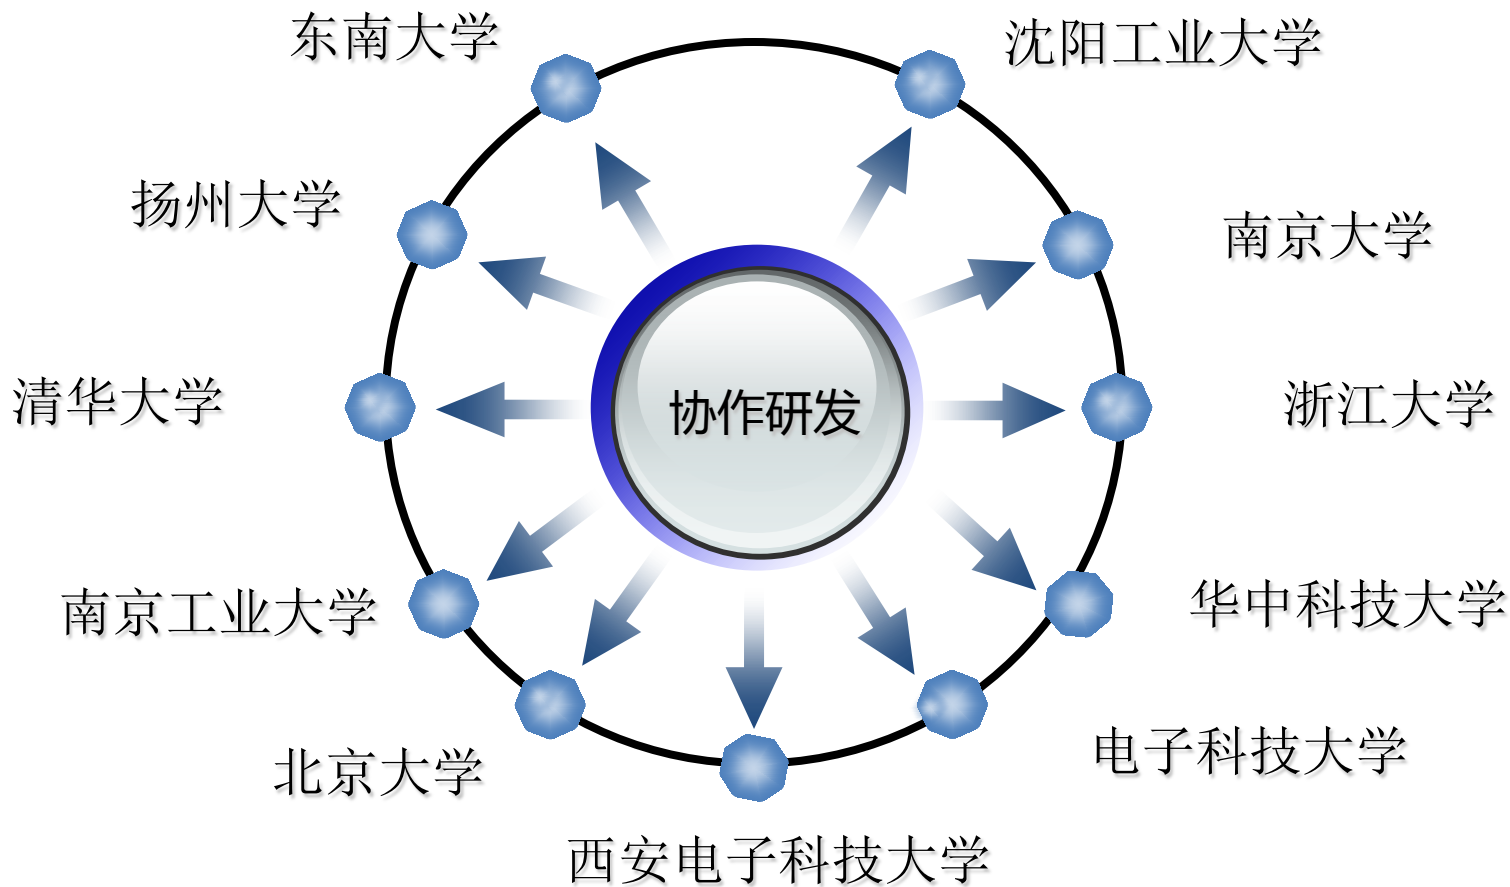 东南大学
沈阳工业大学
扬州大学
南京大学
清华大学
协作研发
浙江大学
南京工业大学
华中科技大学
北京大学
电子科技大学
西安电子科技大学